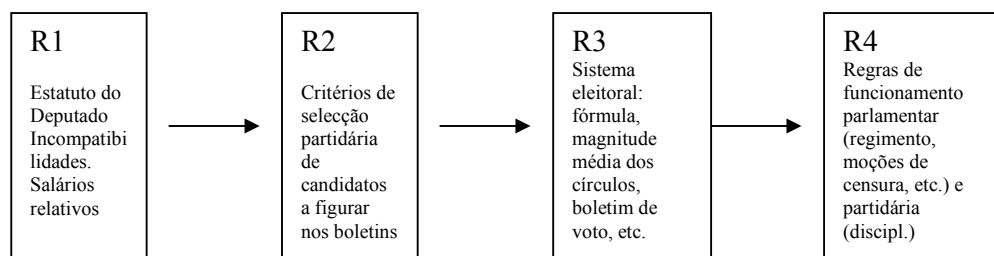 R1
Estatuto do
Deputado
Incompatibi
lidades.
Salários
relativos
R2
Critérios de
selecção
partidária
de
candidatos
a figurar
nos boletins
R3
Sistema
eleitoral:
fórmula,
magnitude
média dos
círculos,
boletim de
voto, etc.
R4
Regras de
funcionamento
parlamentar
(regimento,
moções de
censura, etc.) e
partidária
(discipl.)